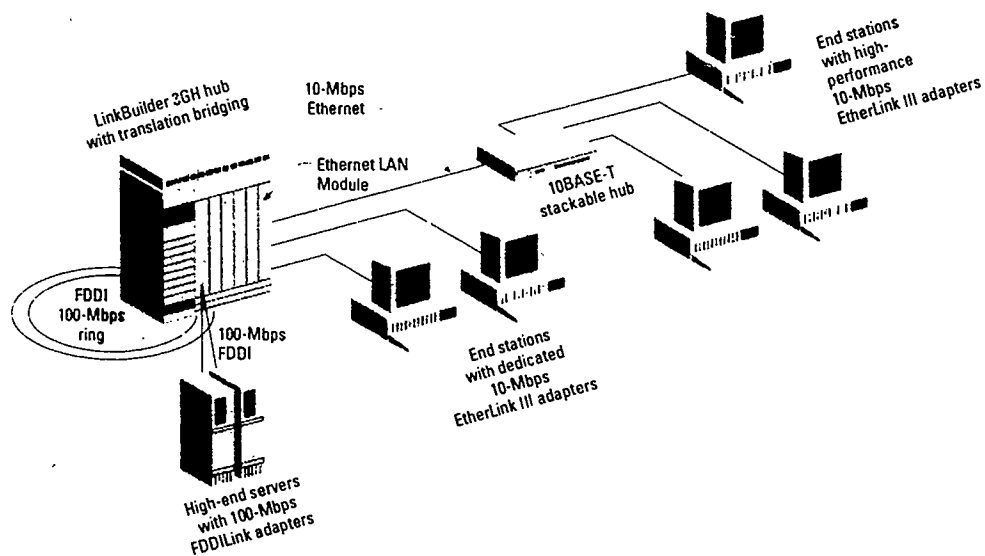 LinkBuilder 3GH hub
with translation bridging
10-Mbps
Ethernet
Ethernet LAN
Module
10BASE-T
stackable hub
End stations
with high-
performance
10-Mbps
EtherLink III adapters
FDDI
100-Mbps
ring
100-Mbps
FDDI
End stations
with dedicated
10-Mbps
EtherLink III adapters
High-end servers
with 100-Mbps
FDDILink adapters